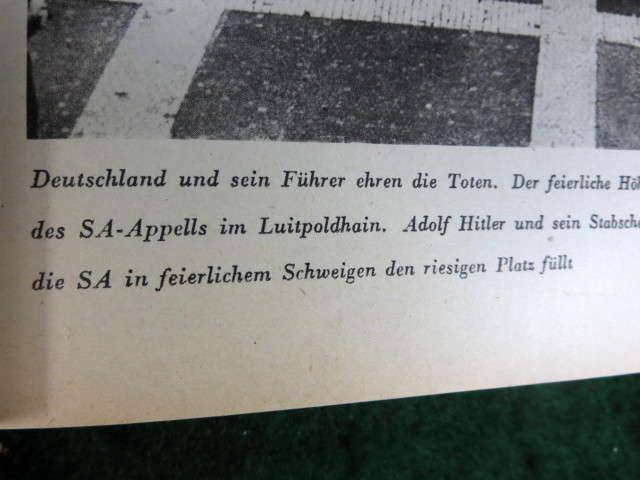 Deutschland und sein Führer ehren die Toten. Der feierliche
des SA-Appells im Luitpoldhain. Adolf Hitler und sein
die SA in feierlichem Schweigen den riesigen Platz füllt